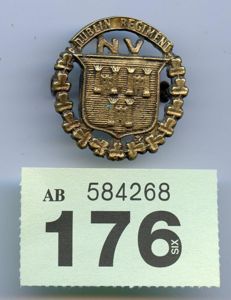 DUBLIN REGIMENT
NV
AB 584268
176
SIX